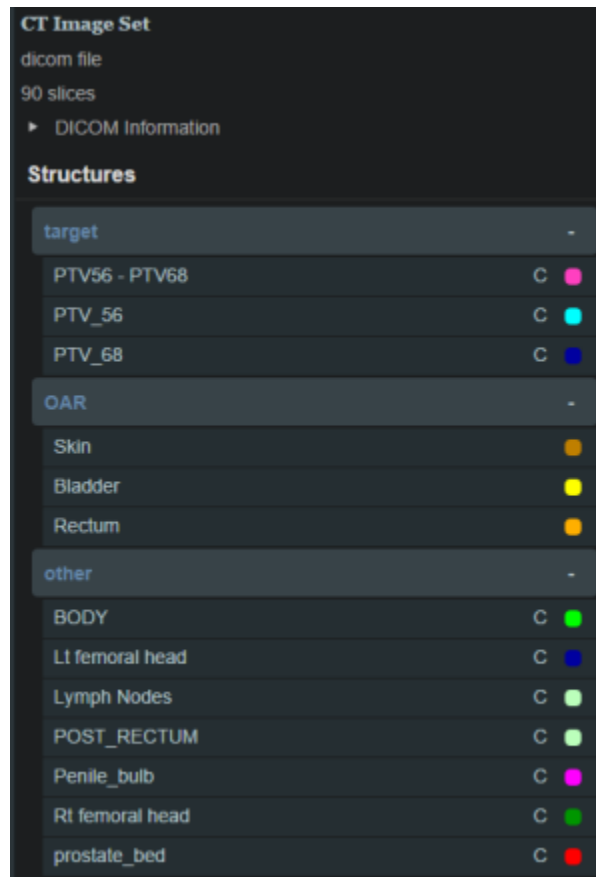 CT Image Set
dicom file
90 slices
▸ DICOM Information
Structures
target -
PTV56 - PTV68 C
PTV_56 C
PTV_68 C
OAR -
Skin
Bladder
Rectum
other -
BODY C
Lt femoral head C
Lymph Nodes C
POST_RECTUM C
Penile_bulb C
Rt femoral head C
prostate_bed C